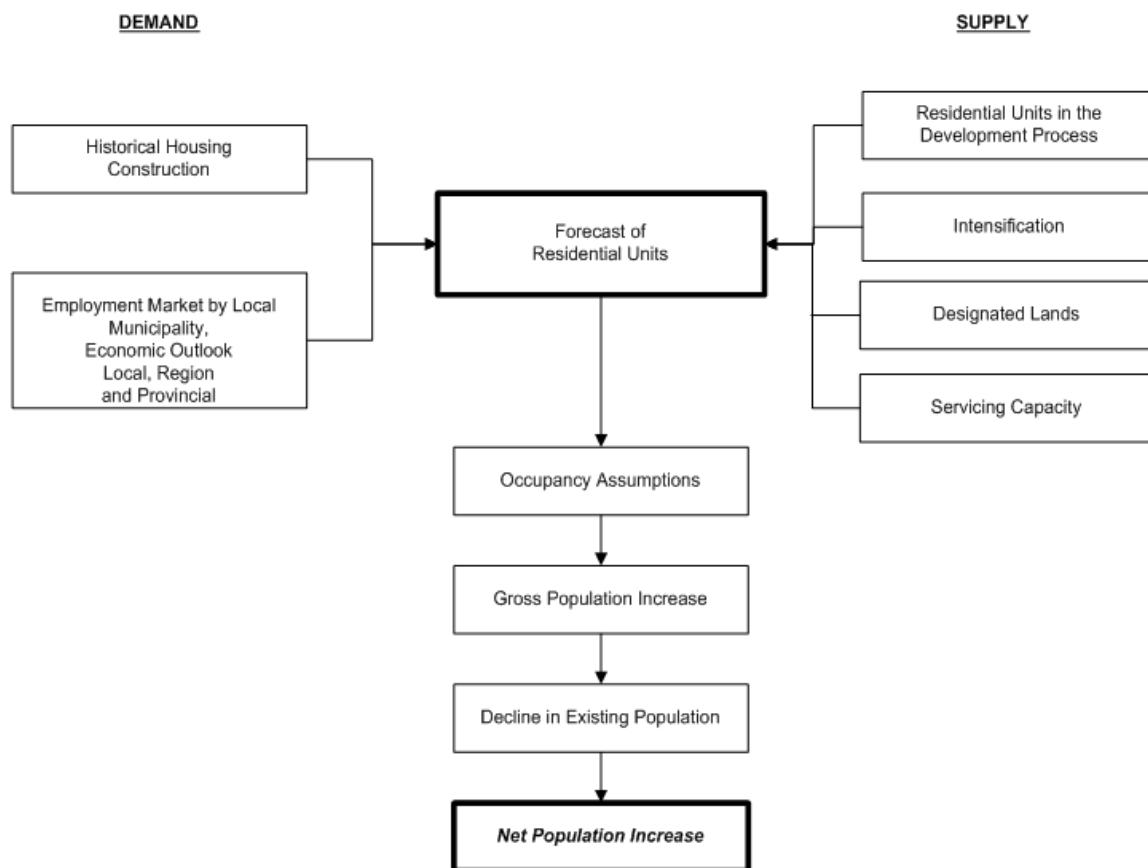 DEMAND
SUPPLY
Historical Housing
Construction
Employment Market by Local
Municipality,
Economic Outlook
Local, Region
and Provincial
Forecast of
Residential Units
Residential Units in the
Development Process
Intensification
Designated Lands
Servicing Capacity
Occupancy Assumptions
Gross Population Increase
Decline in Existing Population
Net Population Increase